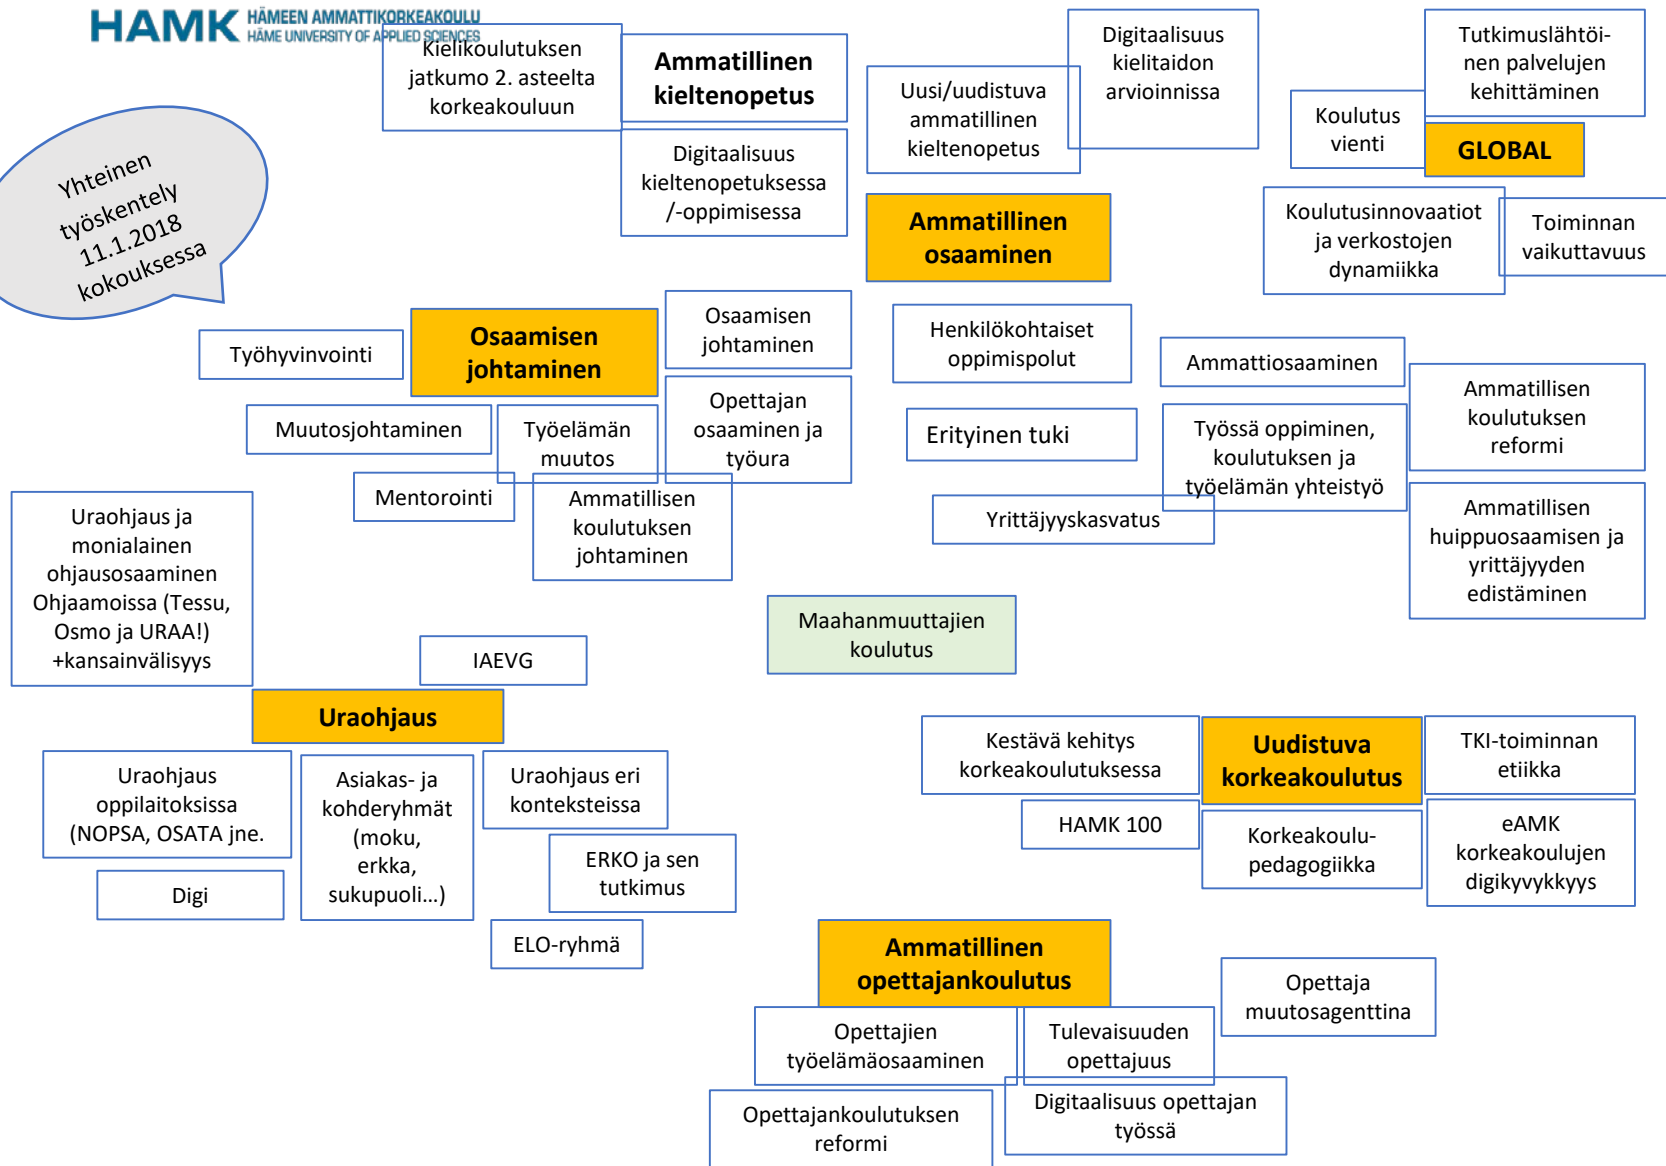 HAMK
HÄMEEN AMMATTIKORKEAKOULU
HÄME UNIVERSITY OF APPLIED SCIENCES
Kielikoulutuksen
jatkumo 2. asteelta
korkeakouluun
Ammatillinen
kieltenopetus
Digitaalisuus
kieltenopetuksessa
/-oppimisessa
Uusi/uudistuva
ammatillinen
kieltenopetus
Digitaalisuus
kielitaidon
arvioinnissa
Tutkimuslähtöi-
nen palvelujen
kehittäminen
Koulutus
vienti
GLOBAL
Koulutusinnovaatiot
ja verkostojen
dynamiikka
Toiminnan
vaikuttavuus
Yhteinen
työskentely
11.1.2018
kokouksessa
Ammatillinen
osaaminen
Työhyvinvointi
Osaamisen
johtaminen
Osaamisen
johtaminen
Muutosjohtaminen
Työelämän
muutos
Opettajan
osaaminen ja
työura
Mentorointi
Ammatillisen
koulutuksen
johtaminen
Henkilökohtaiset
oppimispolut
Ammattiosaaminen
Erityinen tuki
Työssä oppiminen,
koulutuksen ja
työelämän yhteistyö
Ammatillisen
koulutuksen
reformi
Yrittäjyyskasvatus
Ammatillisen
huippuosaamisen ja
yrittäjyyden
edistäminen
Uraohjaus ja
monialainen
ohjausosaaminen
Ohjaamoissa (Tessu,
Osmo ja URAA!)
+kansainvälisyys
IAEVG
Maahanmuuttajien
koulutus
Uraohjaus
Uraohjaus
oppilaitoksissa
(NOPSA, OSATA jne.
Asiakas- ja
kohderyhmät
(moku,
erkka,
sukupuoli…)
Uraohjaus eri
konteksteissa
ERKO ja sen
tutkimus
Digi
ELO-ryhmä
Kestävä kehitys
korkeakoulutuksessa
Uudistuva
korkeakoulutus
TKI-toiminnan
etiikka
HAMK 100
Korkeakoulu-
pedagogiikka
eAMK
korkeakoulujen
digikyvykkyys
Ammatillinen
opettajankoulutus
Opettaja
muutosagenttina
Opettajien
työelämäosaaminen
Tulevaisuuden
opettajuus
Opettajankoulutuksen
reformi
Digitaalisuus opettajan
työssä